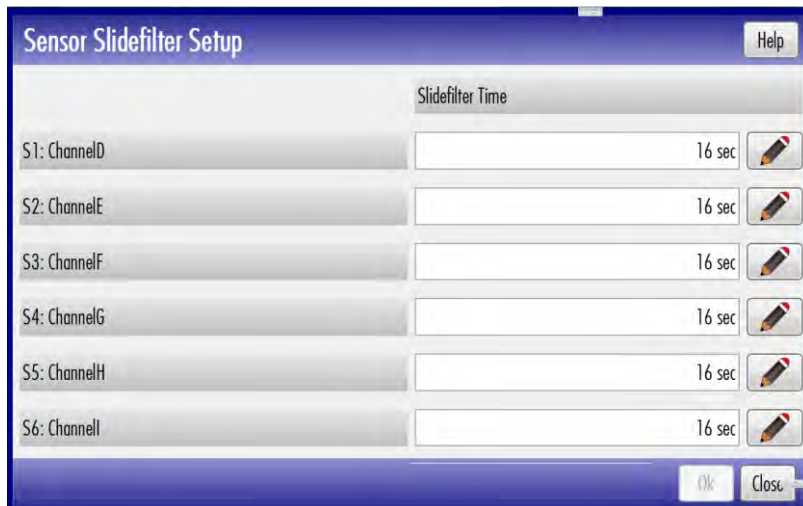 Sensor Slidefilter Setup
Help
Slidefilter Time
S1: ChannelD
16 sec
S2: ChannelE
16 sec
S3: ChannelF
16 sec
S4: ChannelG
16 sec
S5: ChannelH
16 sec
S6: ChannelI
16 sec
Ok
Close